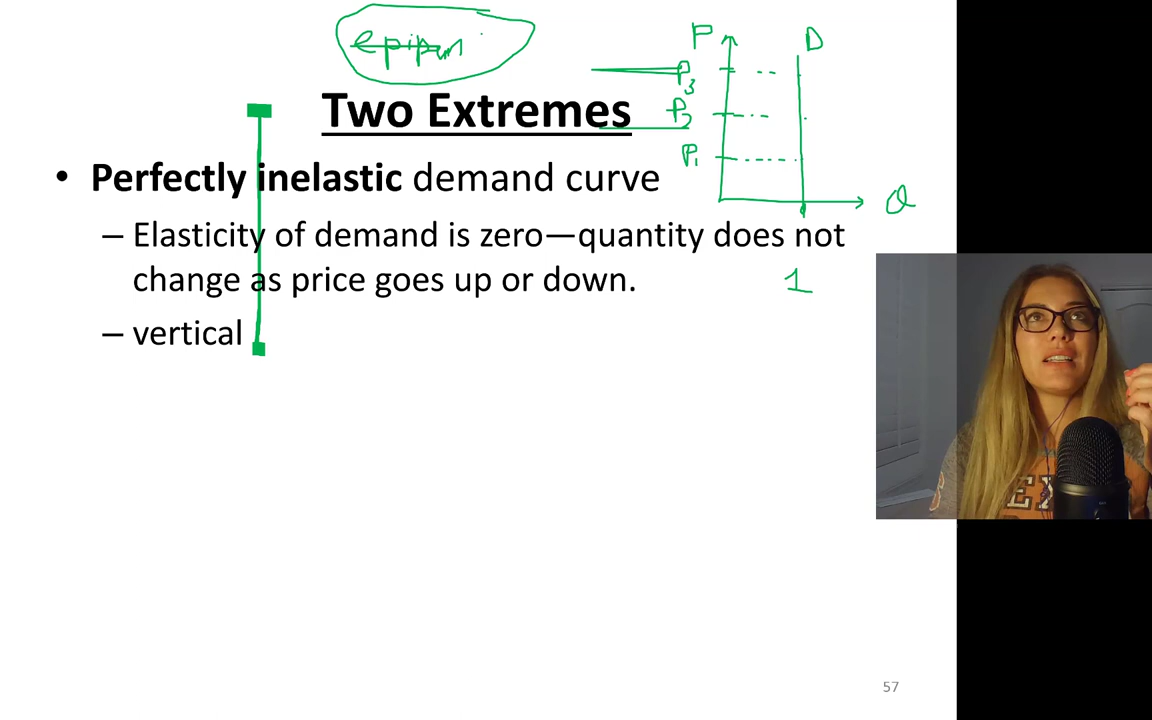 epipen
P
D
P3
Two Extremes
P2
P1
• Perfectly inelastic demand curve
Q
– Elasticity of demand is zero—quantity does not
change as price goes up or down.
1
– vertical
57